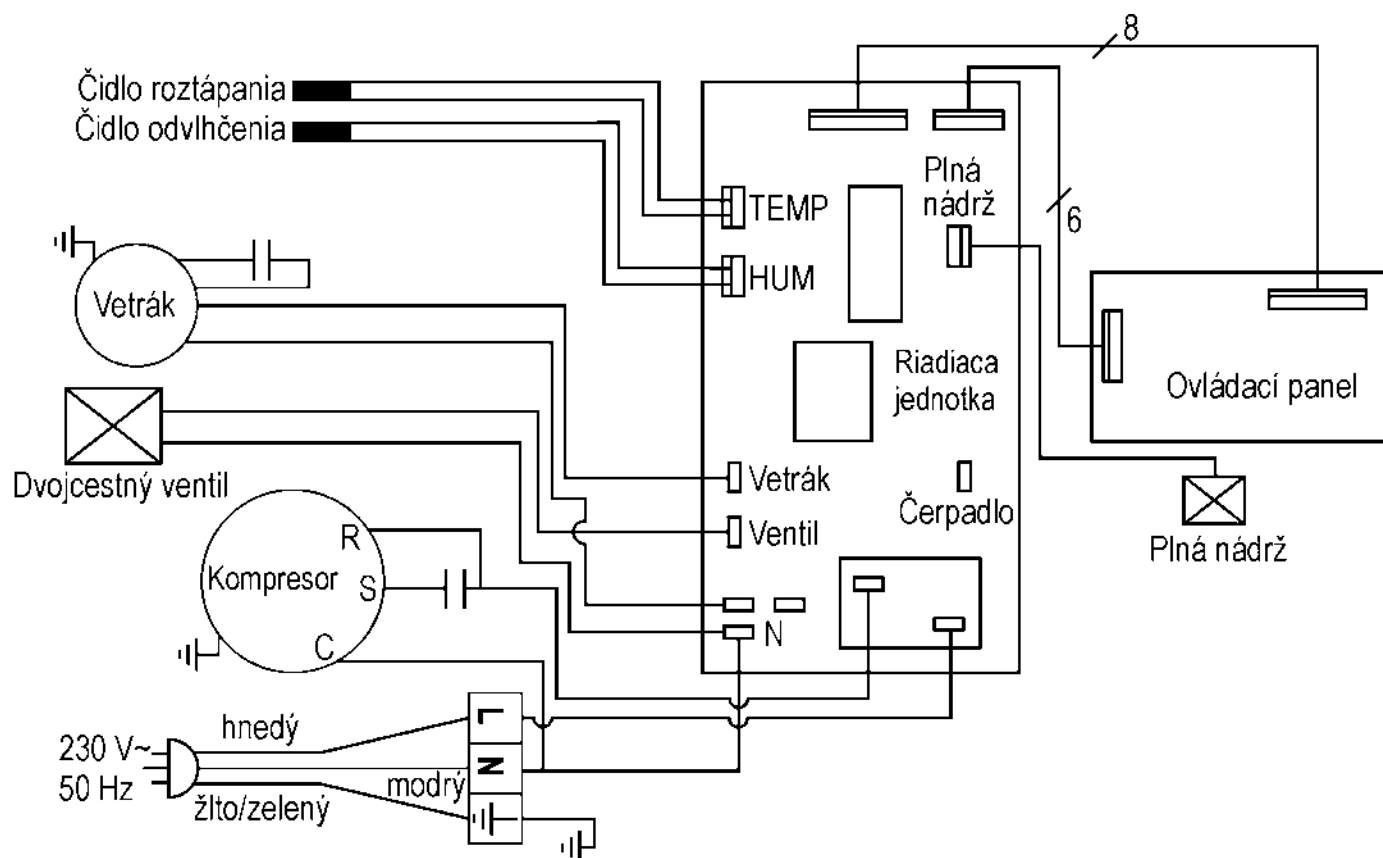 8
Čidlo roztápania
Čidlo odvlhčenia
TEMP
HUM
Plná
nádrž
6
Vetrák
Riadiaca
jednotka
Ovládací panel
Dvojcestný ventil
Vetrák
Ventil
Čerpadlo
Plná nádrž
R
Kompresor
S
C
N
L
N
hnedý
230 V~
50 Hz
modrý
žlto/zelený